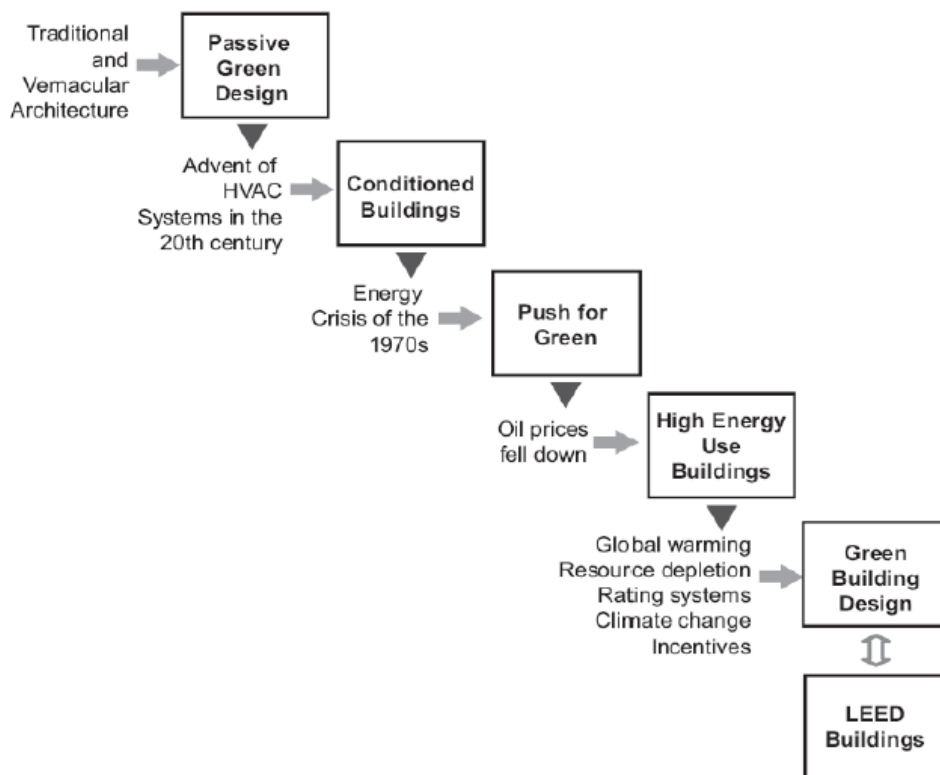 Traditional
and
Vernacular
Architecture
Passive
Green
Design
Advent of
HVAC
Systems in the
20th century
Conditioned
Buildings
Energy
Crisis of the
1970s
Push for
Green
Oil prices
fell down
High Energy
Use
Buildings
Global warming
Resource depletion
Rating systems
Climate change
Incentives
Green
Building
Design
LEED
Buildings